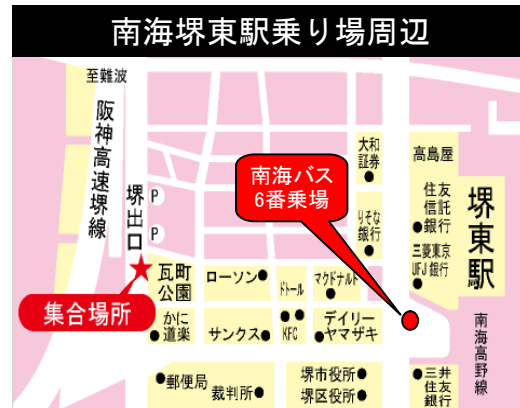 南海堺東駅乗り場周辺
至難波
阪神高速堺線
堺出口
P
P
大和
証券
高島屋
南海バス
6番乗場
住友
信託
銀行
りそな
銀行
三菱東京
UFJ銀行
堺東駅
瓦町
公園
ローソン
ドトール
マクドナルド
集合場所
かに
道楽
サンクス
KFC
デイリー
ヤマザキ
南海高野線
郵便局
裁判所
堺市役所
堺区役所
三井
住友
銀行